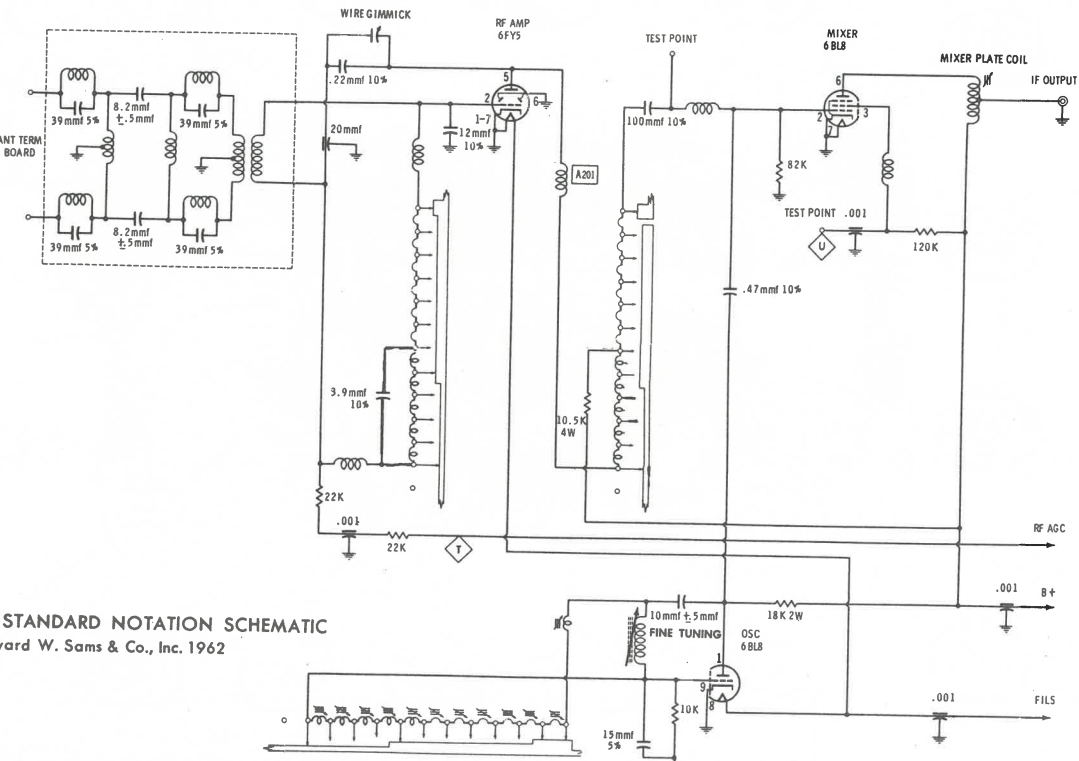 WIRE GIMMICK
RF AMP
6FY5
TEST POINT
MIXER
6BL8
MIXER PLATE COIL
IF OUTPUT
.22mmf 10%
5
6
2
1-7
39mmf 5%
8.2mmf
±.5mmf
39mmf 5%
ANT TERM
BOARD
20mmf
12mmf
10%
A201
100mmf 10%
6
2
3
7
82K
39mmf 5%
8.2mmf
±.5mmf
39mmf 5%
TEST POINT
.001
U
120K
.47mmf 10%
3.9mmf
10%
10.5K
4W
22K
.001
22K
T
RF AGC
.001
B+
STANDARD NOTATION SCHEMATIC
ward W. Sams & Co., Inc. 1962
10mmf ±.5mmf
FINE TUNING
18K 2W
OSC
6BL8
1
9
8
10K
15mmf
5%
.001
FILS